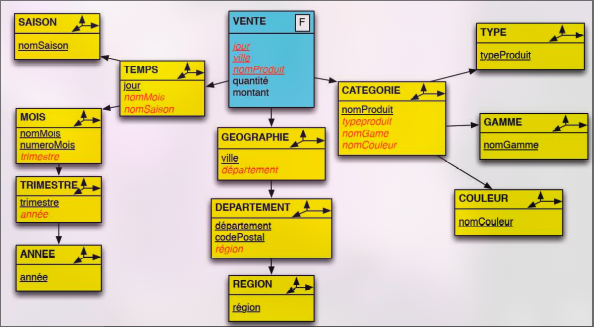 SAISON
nomSaison
VENTE
F
jour
ville
nomProduit
quantité
montant
TYPE
typeProduit
TEMPS
jour
nomMois
nomSaison
CATEGORIE
nomProduit
typeproduit
nomGame
nomCouleur
MOIS
nomMois
numeroMois
trimestre
GEOGRAPHIE
ville
département
GAMME
nomGamme
TRIMESTRE
trimestre
année
DEPARTEMENT
département
codePostal
région
COULEUR
nomCouleur
ANNEE
année
REGION
région